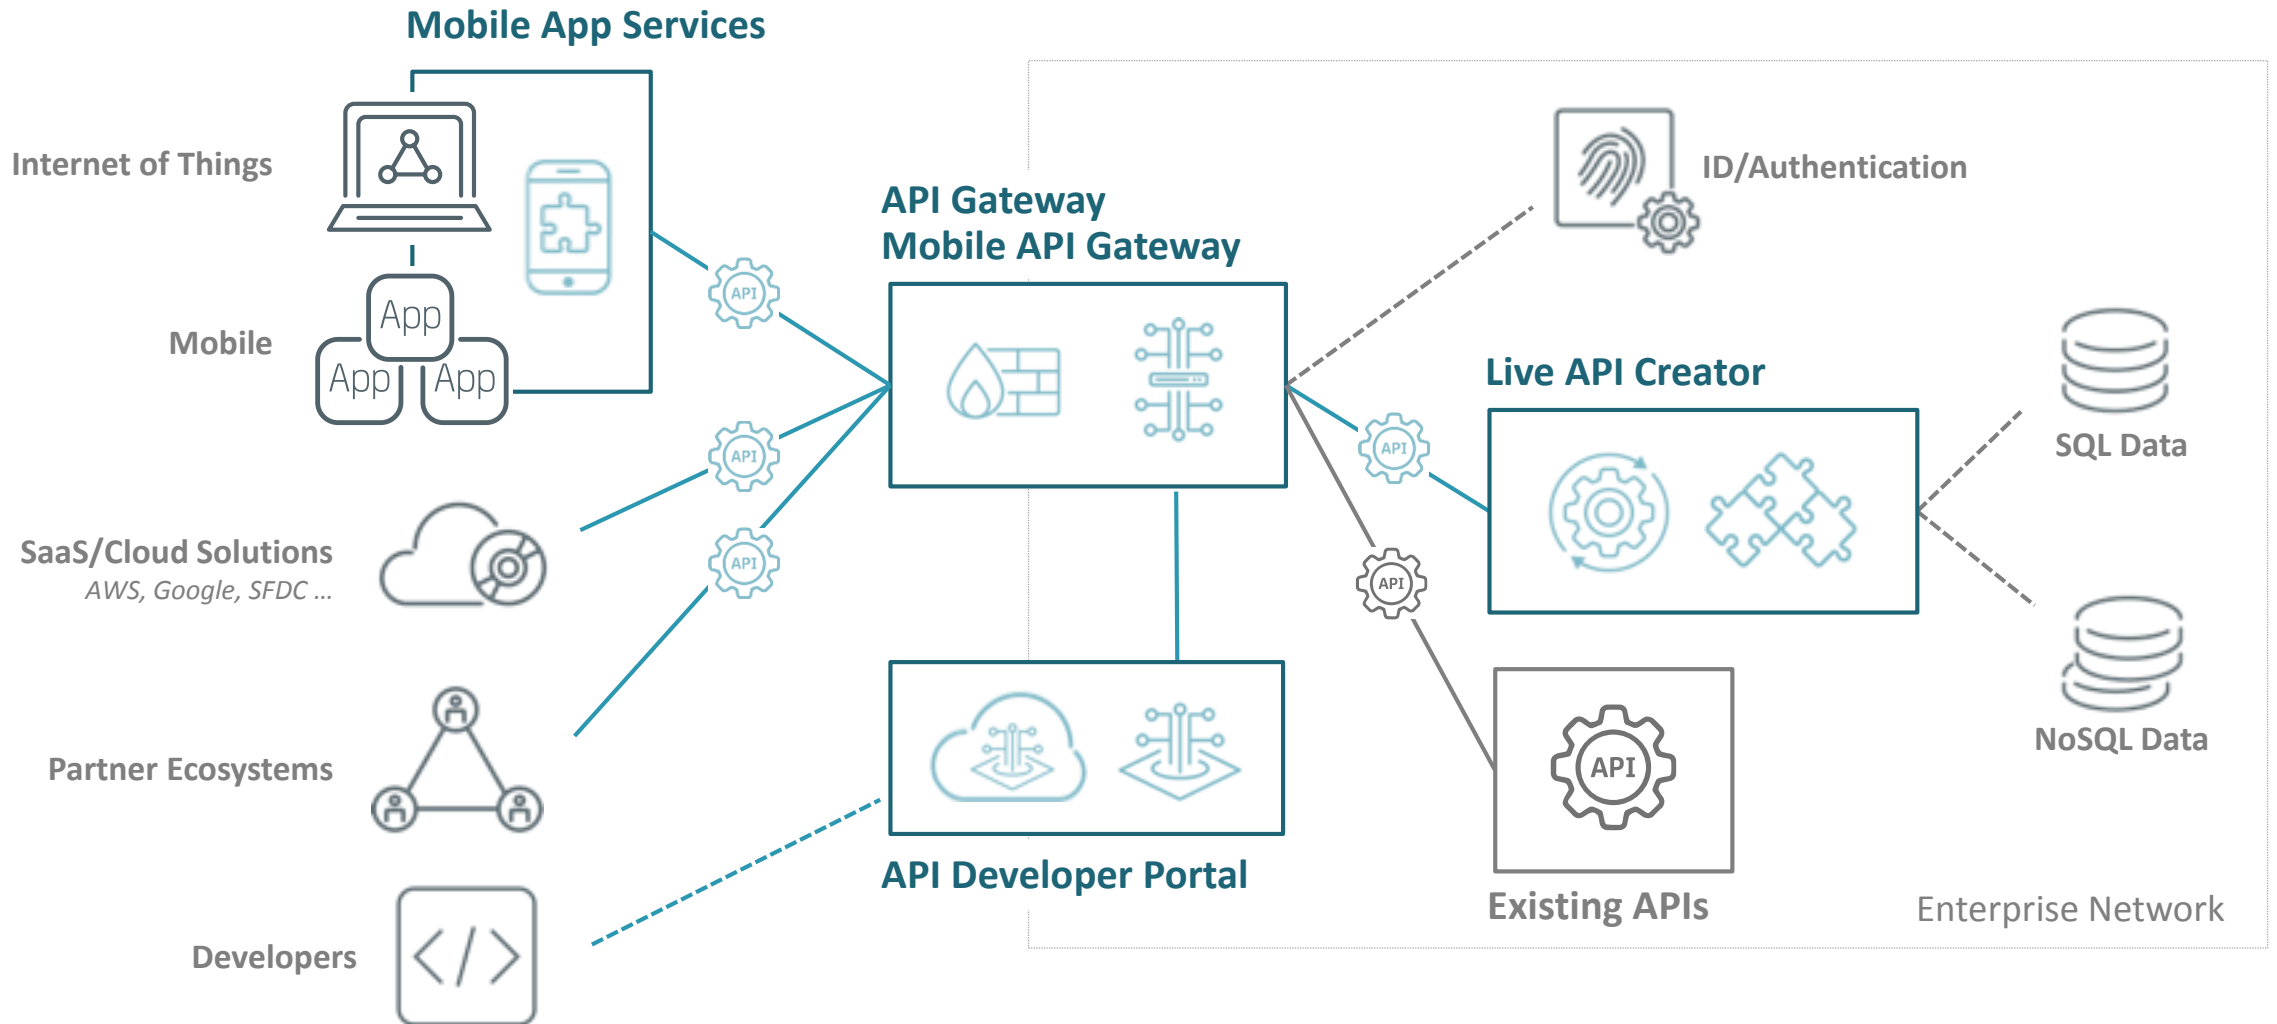 Mobile App Services
Internet of Things
Mobile
App
App
App
SaaS/Cloud Solutions
AWS, Google, SFDC ...
Partner Ecosystems
Developers
API
API
API
API Gateway
Mobile API Gateway
API Developer Portal
ID/Authentication
API
Live API Creator
API
API
Existing APIs
SQL Data
NoSQL Data
Enterprise Network